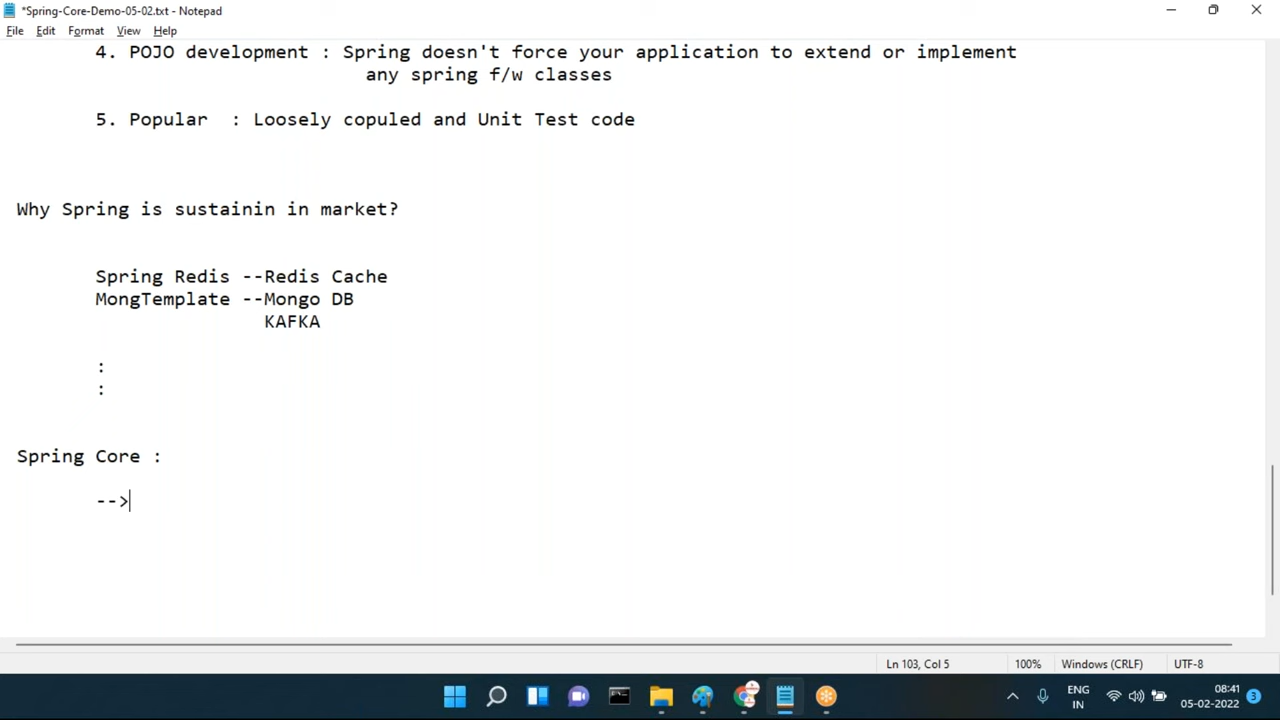 *Spring-Core-Demo-05-02.txt - Notepad
File Edit Format View Help
4. POJO development : Spring doesn't force your application to extend or implement
any spring f/w classes
5. Popular : Loosely copuled and Unit Test code
Why Spring is sustainin in market?
Spring Redis --Redis Cache
MongTemplate --Mongo DB
KAFKA
:
:
Spring Core :
-->
Ln 103, Col 5 100% Windows (CRLF) UTF-8
ENG 08:41
IN 05-02-2022 3